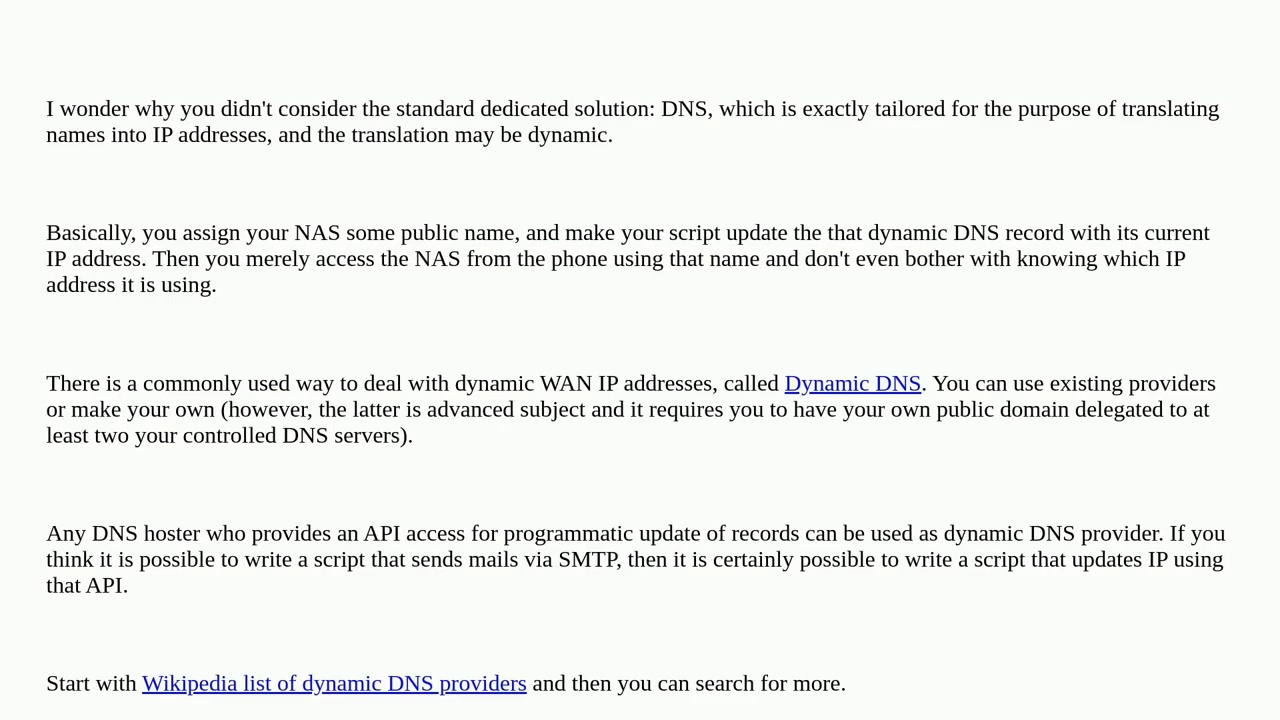 I wonder why you didn't consider the standard dedicated solution: DNS, which is exactly tailored for the purpose of translating
names into IP addresses, and the translation may be dynamic.
Basically, you assign your NAS some public name, and make your script update the that dynamic DNS record with its current
IP address. Then you merely access the NAS from the phone using that name and don't even bother with knowing which IP
address it is using.
There is a commonly used way to deal with dynamic WAN IP addresses, called Dynamic DNS. You can use existing providers
or make your own (however, the latter is advanced subject and it requires you to have your own public domain delegated to at
least two your controlled DNS servers).
Any DNS hoster who provides an API access for programmatic update of records can be used as dynamic DNS provider. If you
think it is possible to write a script that sends mails via SMTP, then it is certainly possible to write a script that updates IP using
that API.
Start with Wikipedia list of dynamic DNS providers and then you can search for more.